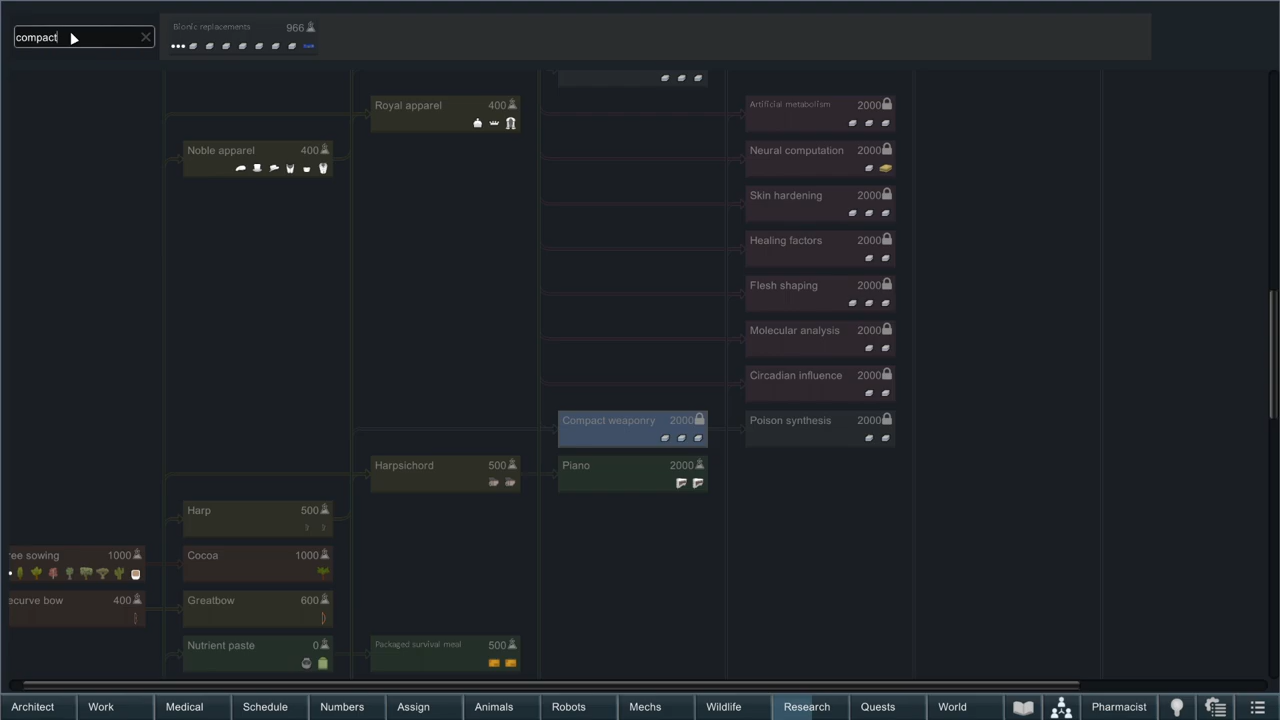 compact
Bionic replacements 966
Royal apparel 400
Artificial metabolism 2000
Noble apparel 400
Neural computation 2000
Skin hardening 2000
Healing factors 2000
Flesh shaping 2000
Molecular analysis 2000
Circadian influence 2000
Compact weaponry 2000
Poison synthesis 2000
Harpsichord 500
Piano 2000
Harp 500
ree sowing 1000
Cocoa 1000
ecurve bow 400
Greatbow 600
Nutrient paste 0
Packaged survival meal 500
Architect Work Medical Schedule Numbers Assign Animals Robots Mechs Wildlife Research Quests World Pharmacist